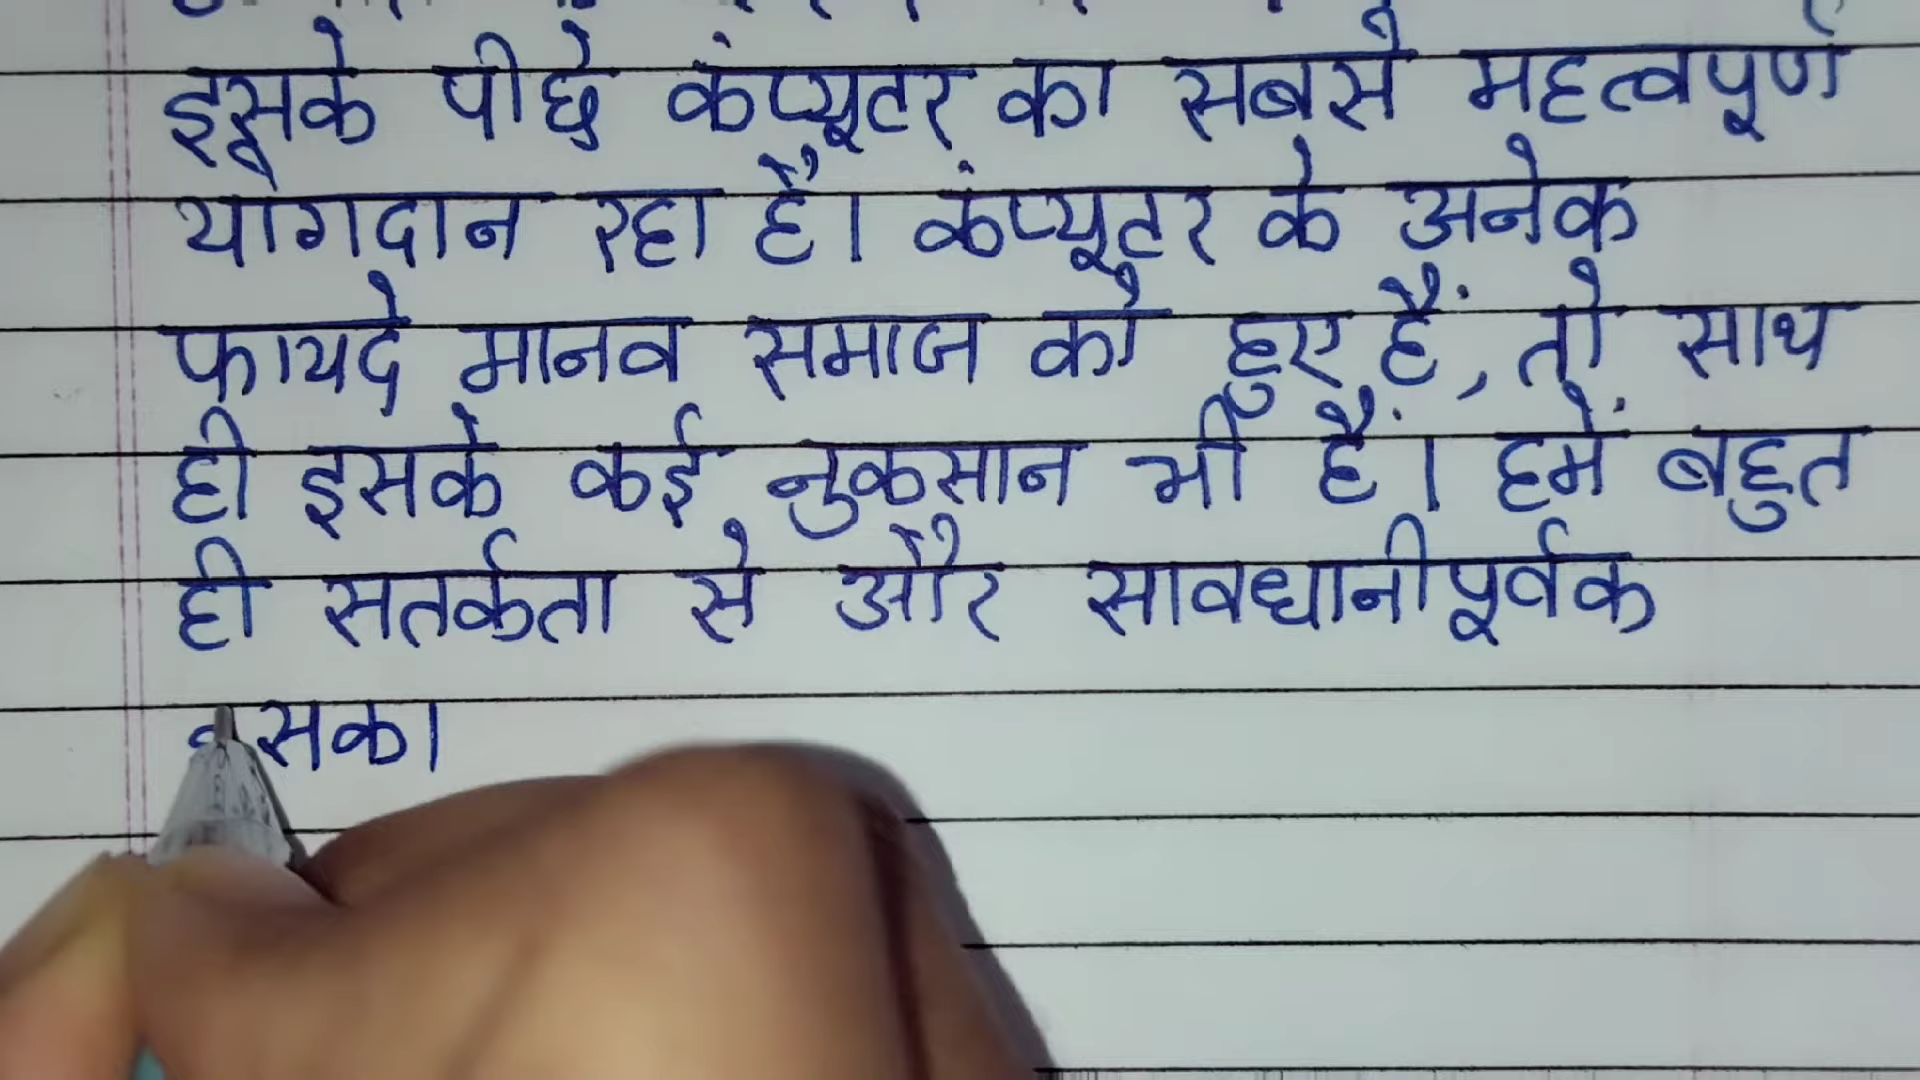 इसके पीछे कंप्यूटर का सबसे महत्वपूर्ण
योगदान रहा है। कंप्यूटर के अनेक
फायदे मानव समाज को हुए हैं, तो साथ
ही इसके कई नुकसान भी हैं। हमें बहुत
ही सतर्कता से और सावधानीपूर्वक